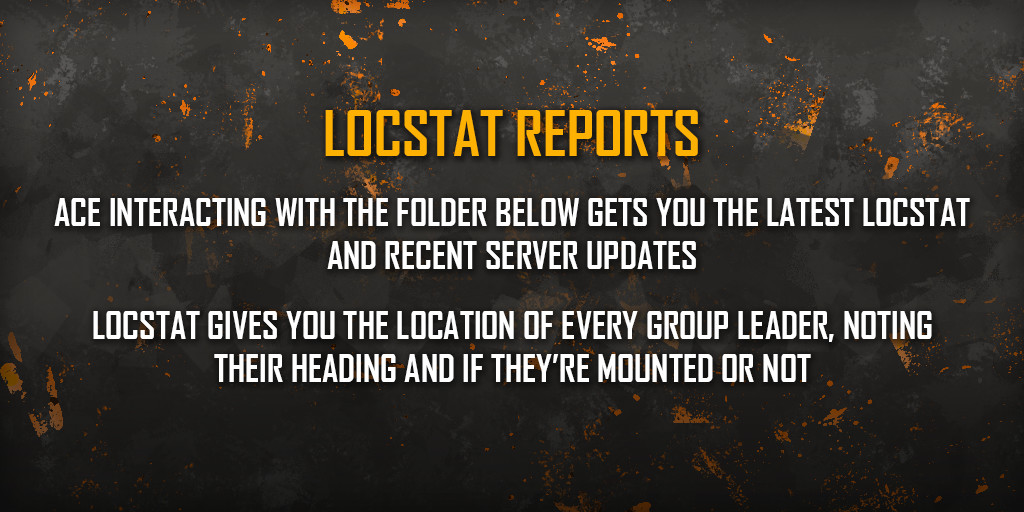 LOCSTAT REPORTS
ACE INTERACTING WITH THE FOLDER BELOW GETS YOU THE LATEST LOCSTAT
AND RECENT SERVER UPDATES
LOCSTAT GIVES YOU THE LOCATION OF EVERY GROUP LEADER, NOTING
THEIR HEADING AND IF THEY’RE MOUNTED OR NOT